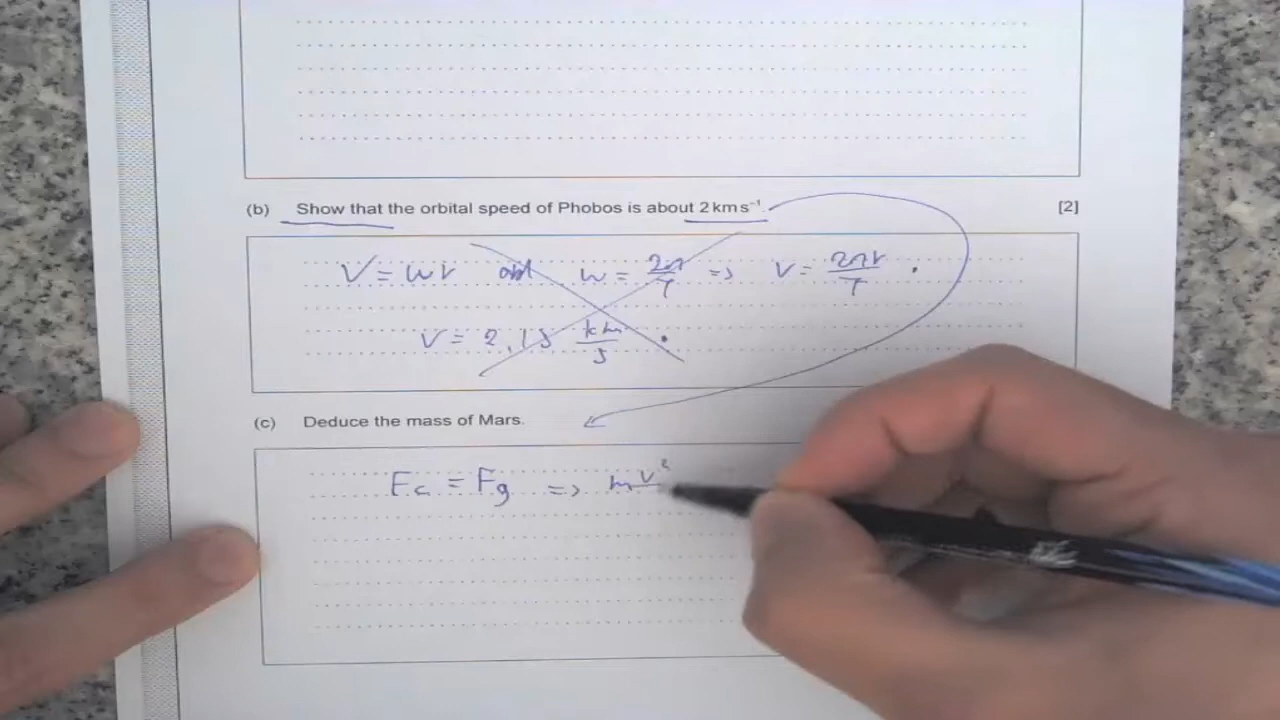 (b) Show that the orbital speed of Phobos is about 2 km s⁻¹. [2]
V = ωr and ω = 2π/T => v = 2πr/T .
v = 2,15 km/s .
(c) Deduce the mass of Mars.
Fc = Fg => m v²